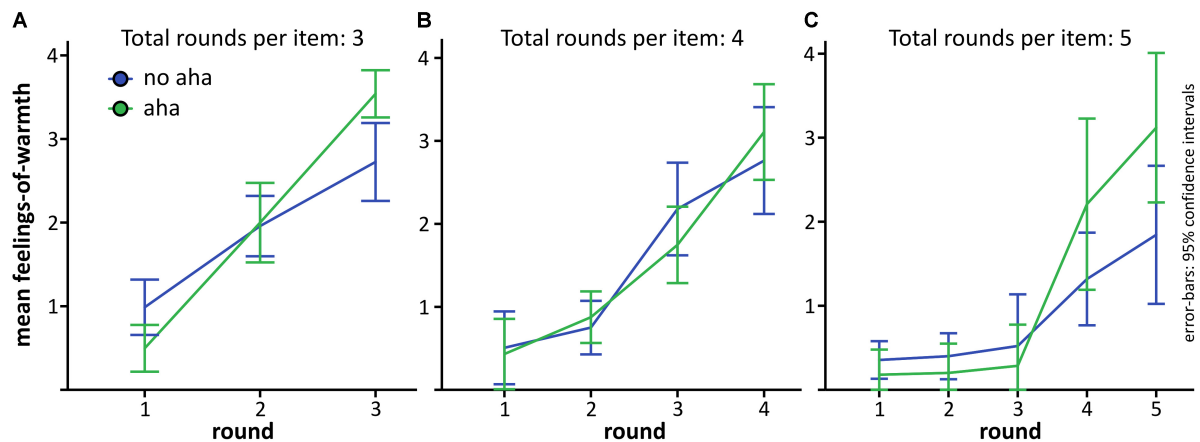 A
Total rounds per item: 3
no aha
aha
mean feelings-of-warmth
4
3
2
1
1 2 3
round
B
Total rounds per item: 4
4
3
2
1
1 2 3 4
round
C
Total rounds per item: 5
4
3
2
1
1 2 3 4 5
round
error-bars: 95% confidence intervals